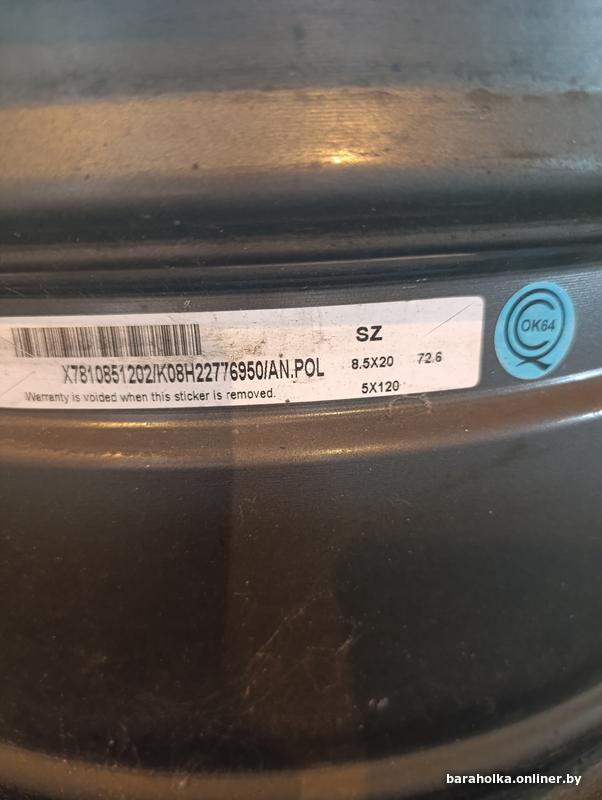 SZ
X7810851202/K08H22776950/AN.POL
8.5X20 72.6
Warranty is voided when this sticker is removed.
5X120
OK64
baraholka.onliner.by